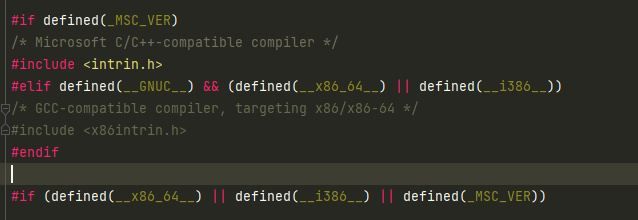 #if defined(_MSC_VER)
/* Microsoft C/C++-compatible compiler */
#include <intrin.h>
#elif defined(__GNUC__) && (defined(__x86_64__) || defined(__i386__))
/* GCC-compatible compiler, targeting x86/x86-64 */
#include <x86intrin.h>
#endif
#if (defined(__x86_64__) || defined(__i386__) || defined(_MSC_VER))